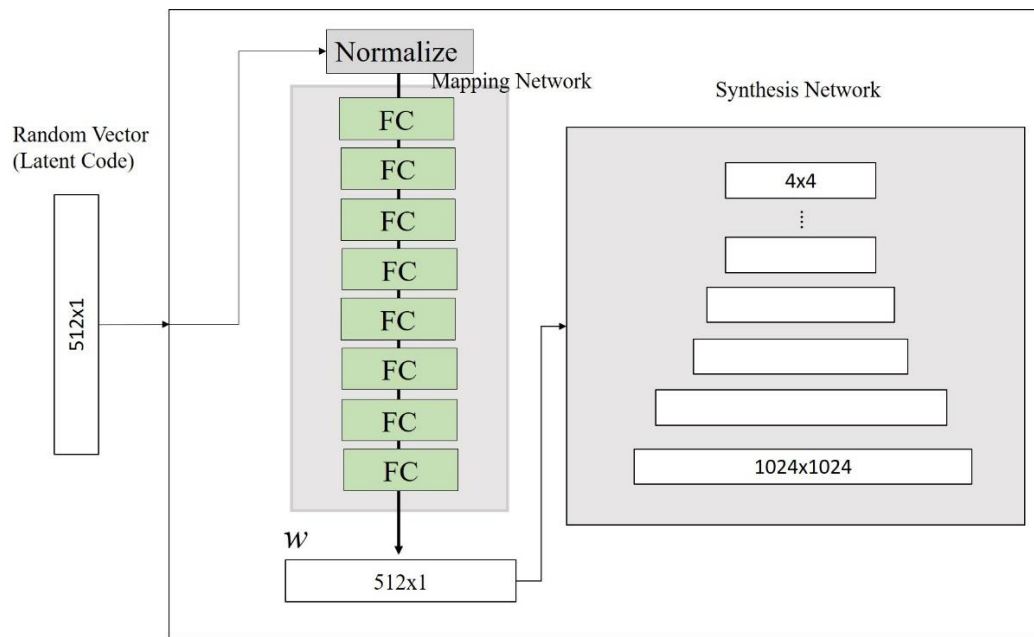 Normalize
Mapping Network
Synthesis Network
Random Vector
(Latent Code)
512x1
FC
FC
FC
FC
FC
FC
FC
FC
w
512x1
4x4
1024x1024